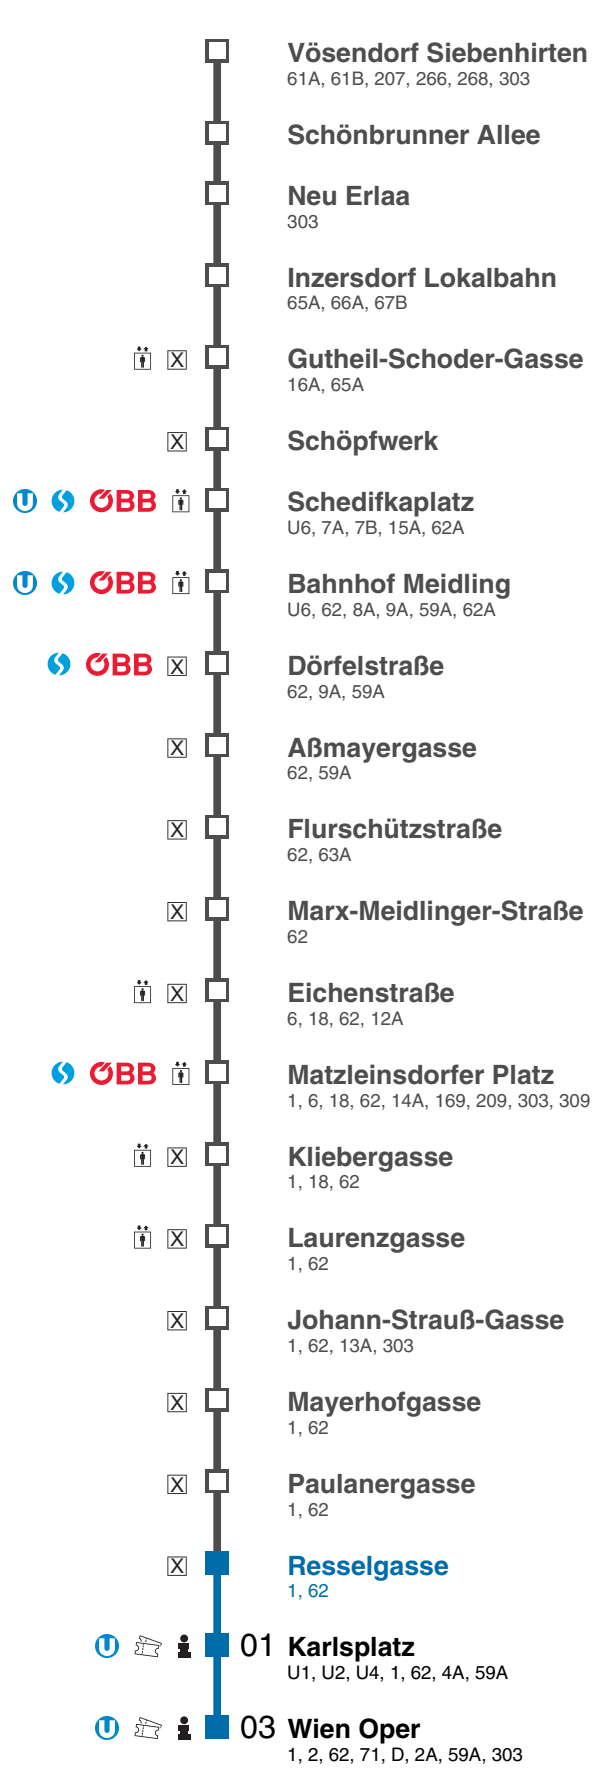 Vösendorf Siebenhirten
61A, 61B, 207, 266, 268, 303
Schönbrunner Allee
Neu Erlaa
303
Inzersdorf Lokalbahn
65A, 66A, 67B
X Gutheil-Schoder-Gasse
16A, 65A
X Schöpfwerk
U ÖBB Schedifkaplatz
U6, 7A, 7B, 15A, 62A
U ÖBB Bahnhof Meidling
U6, 62, 8A, 9A, 59A, 62A
ÖBB X Dörfelstraße
62, 9A, 59A
X Aßmayergasse
62, 59A
X Flurschützstraße
62, 63A
X Marx-Meidlinger-Straße
62
X Eichenstraße
6, 18, 62, 12A
ÖBB Matzleinsdorfer Platz
1, 6, 18, 62, 14A, 169, 209, 303, 309
X Kliebergasse
1, 18, 62
X Laurenzgasse
1, 62
X Johann-Strauß-Gasse
1, 62, 13A, 303
X Mayerhofgasse
1, 62
X Paulanergasse
1, 62
X Resselgasse
1, 62
U 01 Karlsplatz
U1, U2, U4, 1, 62, 4A, 59A
U 03 Wien Oper
1, 2, 62, 71, D, 2A, 59A, 303